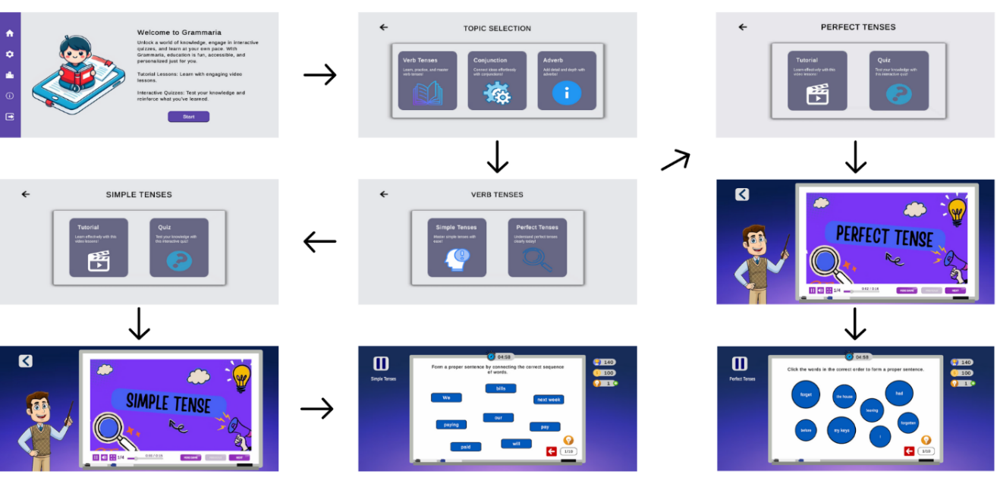 Welcome to Grammaria
Unlock a world of knowledge, engage in interactive
quizzes, and learn at your own pace. With
Grammaria, education is fun, accessible, and
personalized just for you.
Tutorial Lessons: Learn with engaging video
lessons.
Interactive Quizzes: Test your knowledge and
reinforce what you've learned.
Start
TOPIC SELECTION
Verb Tenses
Learn, practice, and master
verb tenses!
Conjunction
Connect ideas effortlessly
with conjunctions!
Adverb
Add detail and depth with
adverbs!
PERFECT TENSES
Tutorial
Learn effectively with this
video lessons!
Quiz
Test your knowledge with
this interactive quiz!
SIMPLE TENSES
Tutorial
Learn effectively with this
video lessons!
Quiz
Test your knowledge with
this interactive quiz!
VERB TENSES
Simple Tenses
Master simple tenses with
ease!
Perfect Tenses
Understand perfect tenses
clearly today!
PERFECT TENSE
1/4
0:02 / 0:16
NEXT
SIMPLE TENSE
1/4
NEXT
Simple Tenses
04:58
140
100
1
Form a proper sentence by connecting the correct sequence
of words.
bills
We
next week
our
paying
pay
paid
will
1/10
Perfect Tenses
04:58
140
100
1
Click the words in the correct order to form a proper sentence.
forget
the house
had
leaving
before
my keys
forgotten
I
1/10